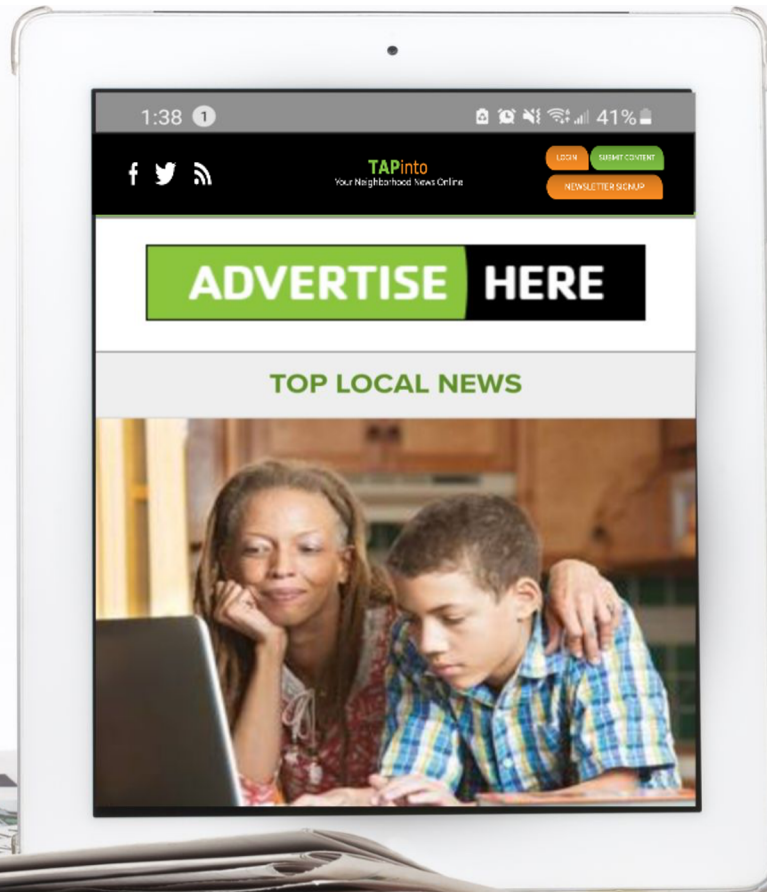 1:38 1 41%
TAPinto
Your Neighborhood News Online
LOGIN SUBMIT CONTENT
NEWSLETTER SIGNUP
ADVERTISE HERE
TOP LOCAL NEWS